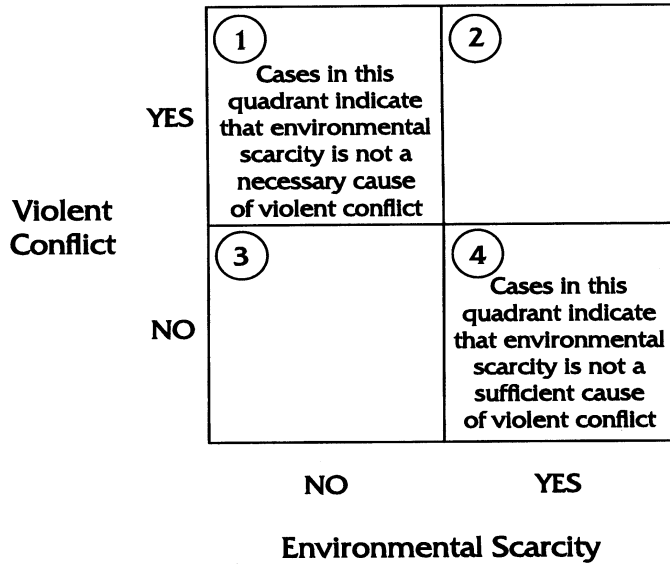 1
Cases in this
quadrant indicate
that environmental
scarcity is not a
necessary cause
of violent conflict
2
YES
Violent
Conflict
3
4
Cases in this
quadrant indicate
that environmental
scarcity is not a
sufficient cause
of violent conflict
NO
NO
YES
Environmental Scarcity